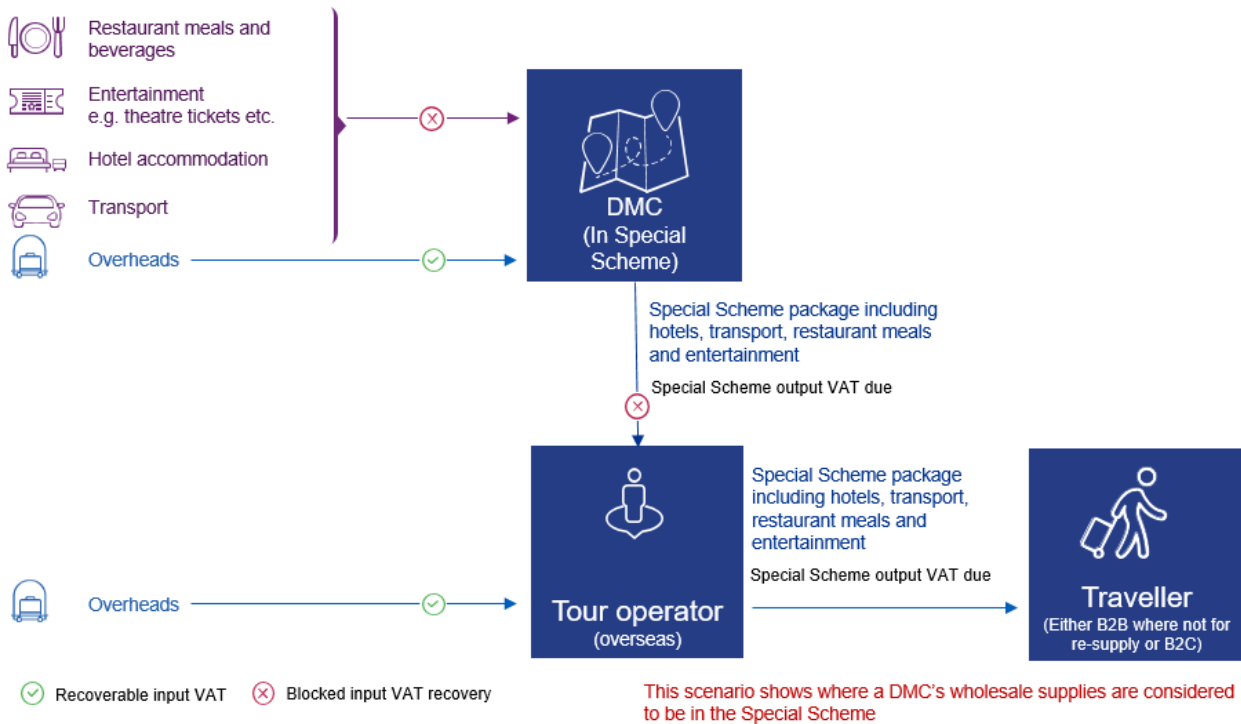 Restaurant meals and
beverages
Entertainment
e.g. theatre tickets etc.
Hotel accommodation
Transport
Overheads
DMC
(In Special
Scheme)
Special Scheme package including
hotels, transport, restaurant meals
and entertainment
Special Scheme output VAT due
Overheads
Tour operator
(overseas)
Special Scheme package
including hotels, transport,
restaurant meals and
entertainment
Special Scheme output VAT due
Traveller
(Either B2B where not for
re-supply or B2C)
Recoverable input VAT
Blocked input VAT recovery
This scenario shows where a DMC's wholesale supplies are considered
to be in the Special Scheme